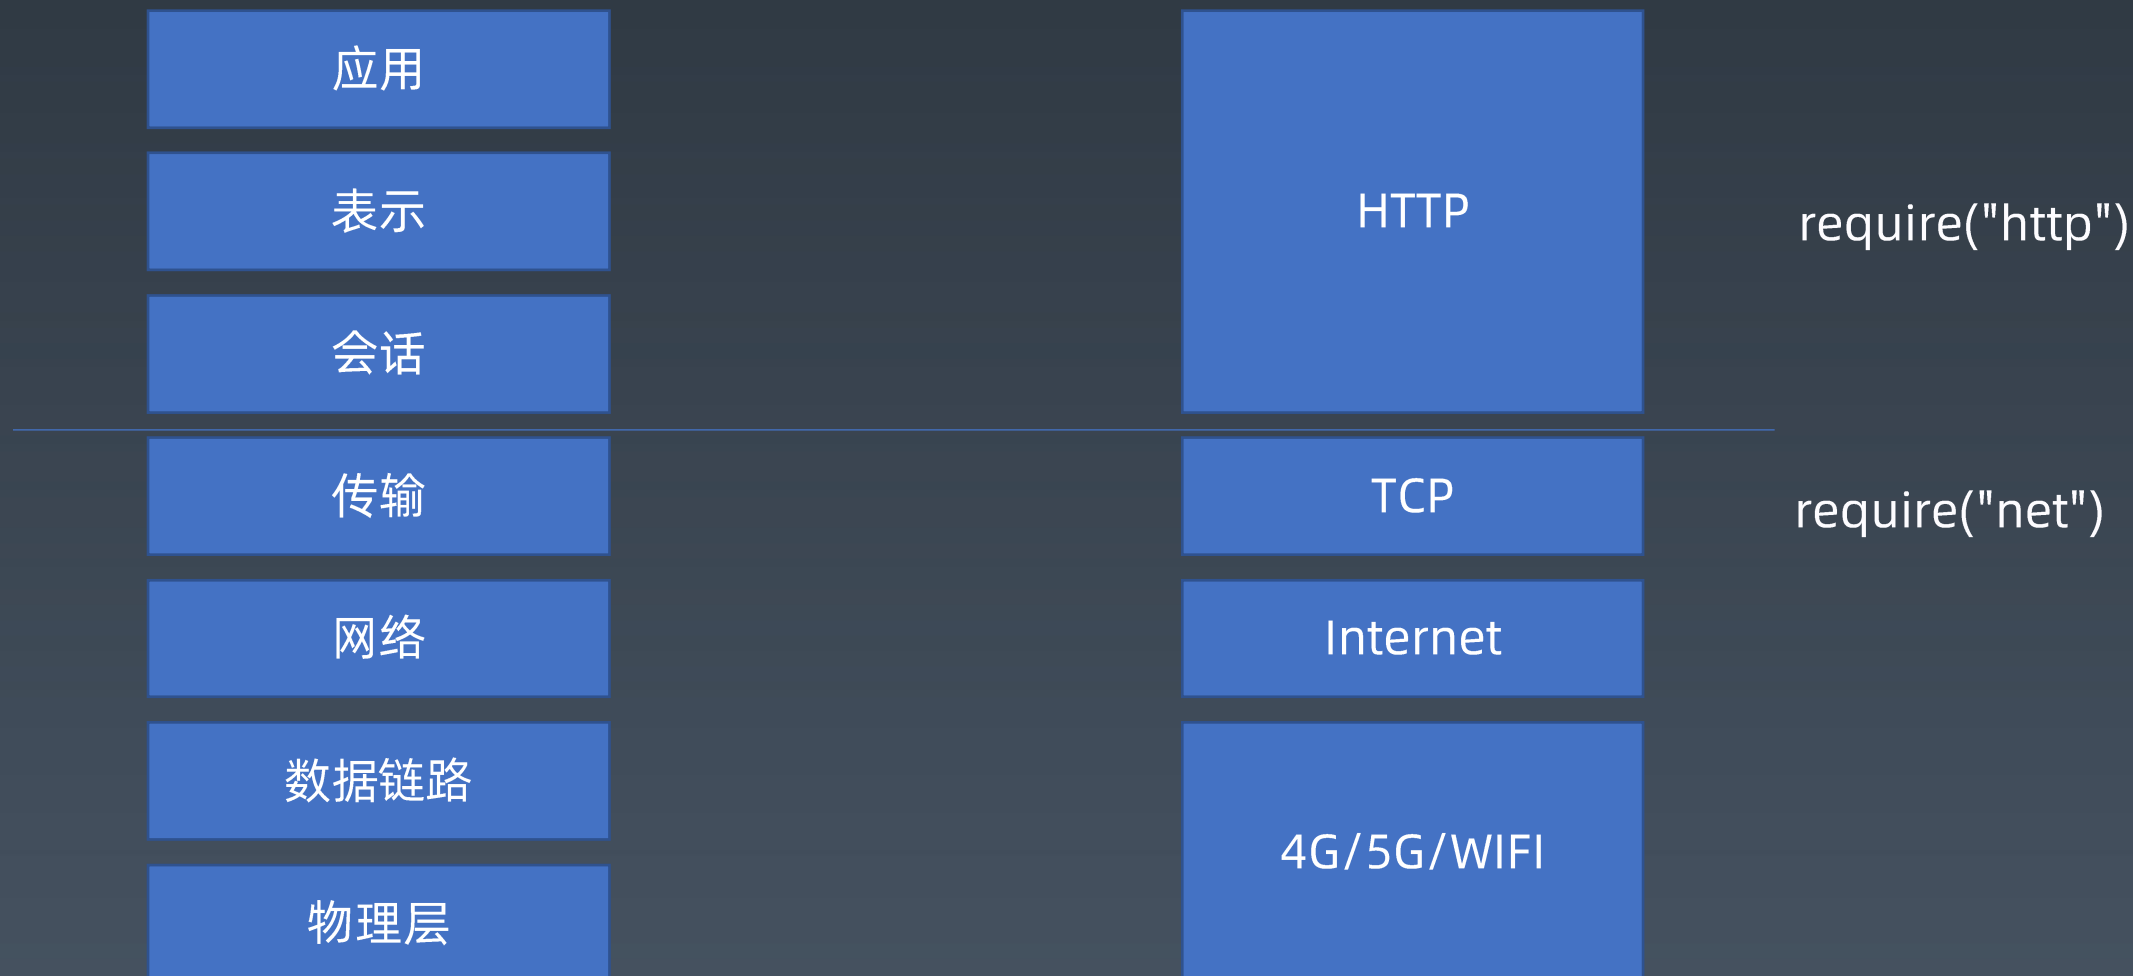 应用
表示
会话
传输
网络
数据链路
物理层
HTTP
TCP
Internet
4G/5G/WIFI
require("http")
require("net")